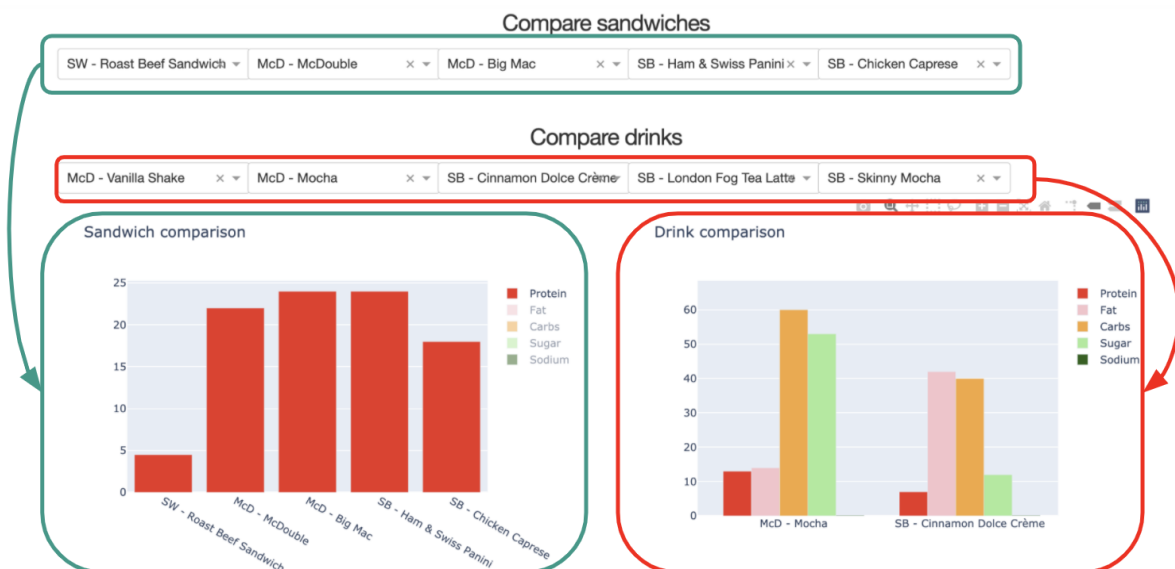 Compare sandwiches
SW - Roast Beef Sandwich McD - McDouble McD - Big Mac SB - Ham & Swiss Panini SB - Chicken Caprese
Compare drinks
McD - Vanilla Shake McD - Mocha SB - Cinnamon Dolce Crème SB - London Fog Tea Latte SB - Skinny Mocha
Sandwich comparison
25
20
15
10
5
0
SW - Roast Beef Sandwich
McD - McDouble
McD - Big Mac
SB - Ham & Swiss Panini
SB - Chicken Caprese
Protein
Fat
Carbs
Sugar
Sodium
Drink comparison
60
50
40
30
20
10
0
McD - Mocha SB - Cinnamon Dolce Crème
Protein
Fat
Carbs
Sugar
Sodium